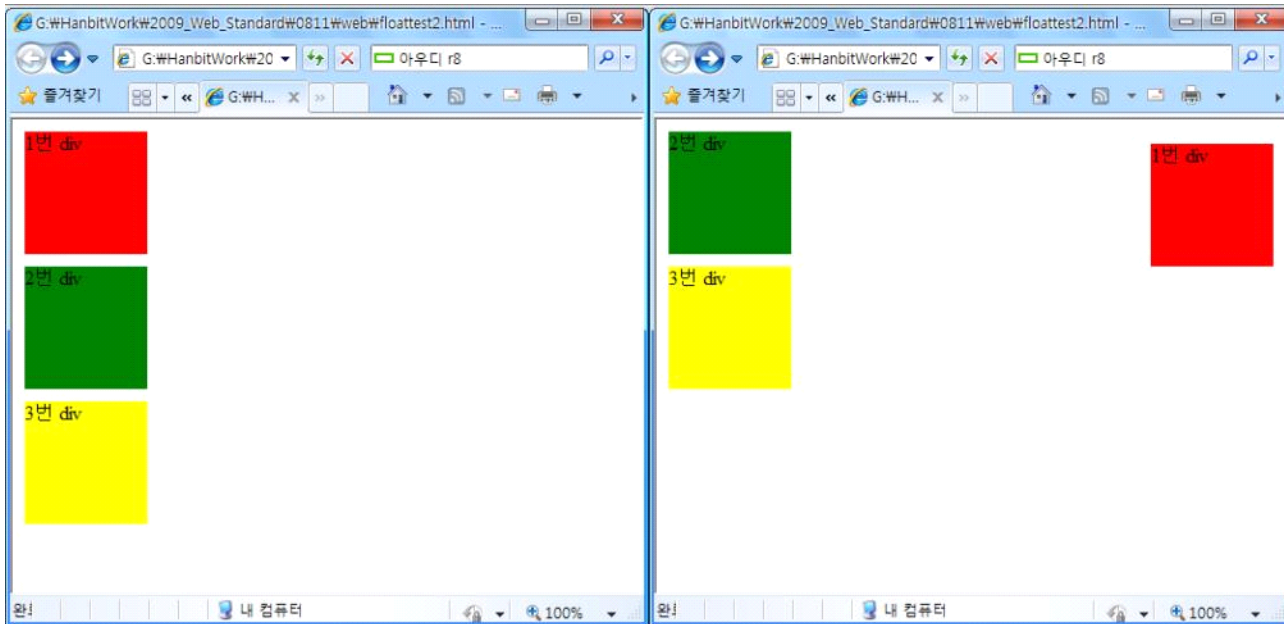 G:₩HanbitWork₩2009_Web_Standard₩0811₩web₩floattest2.html - ...
G:₩HanbitWork₩20
아우디 r8
즐겨찾기
G:₩H...
1번 div
2번 div
3번 div
내 컴퓨터
100%
G:₩HanbitWork₩2009_Web_Standard₩0811₩web₩floattest2.html - ...
G:₩HanbitWork₩20
아우디 r8
즐겨찾기
G:₩H...
2번 div
1번 div
3번 div
내 컴퓨터
100%